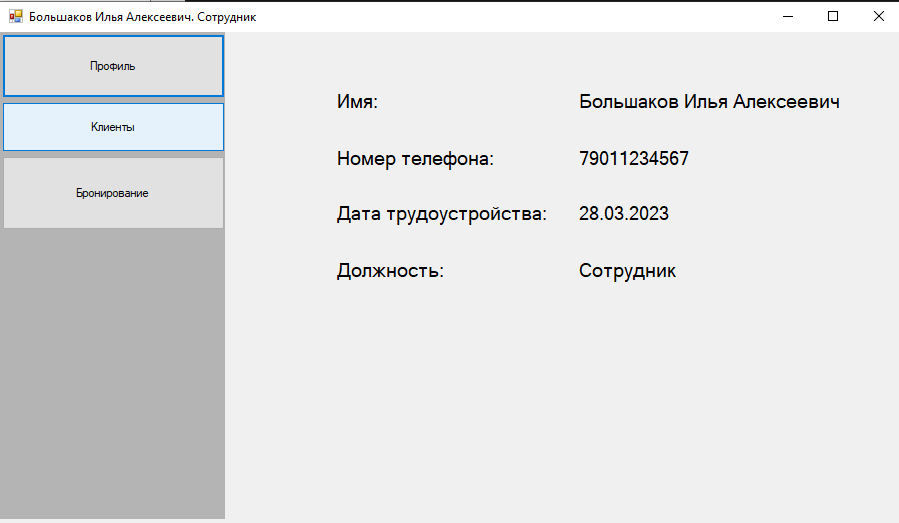 Большаков Илья Алексеевич. Сотрудник
Профиль
Клиенты
Бронирование
Имя: Большаков Илья Алексеевич
Номер телефона: 79011234567
Дата трудоустройства: 28.03.2023
Должность: Сотрудник